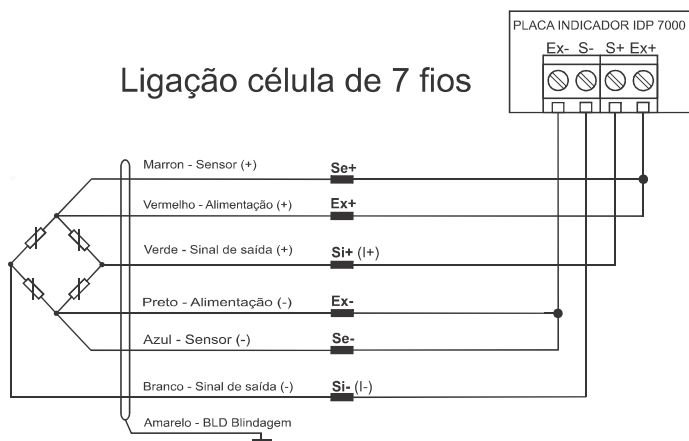 PLACA INDICADOR IDP 7000
Ex- S- S+ Ex+
Ligação célula de 7 fios
Marron - Sensor (+)
Se+
Vermelho - Alimentação (+)
Ex+
Verde - Sinal de saída (+)
Si+ (I+)
Preto - Alimentação (-)
Ex-
Azul - Sensor (-)
Se-
Branco - Sinal de saída (-)
Si- (I-)
Amarelo - BLD Blindagem